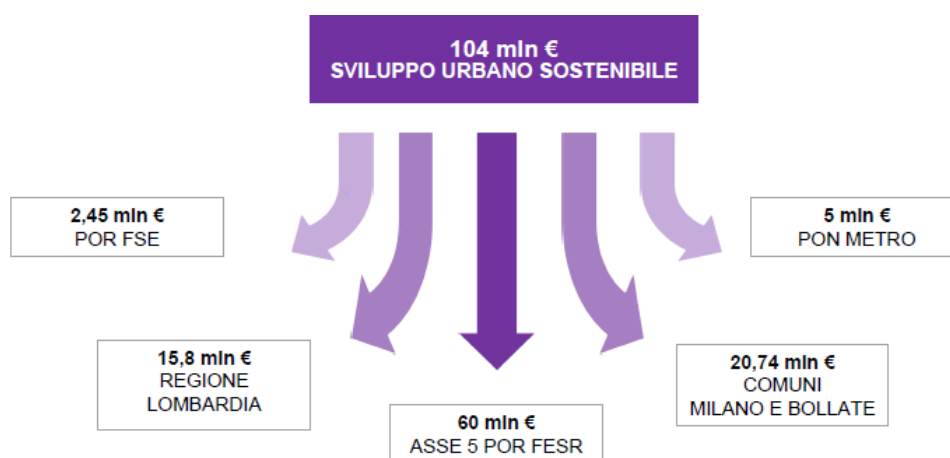 104 mln €
SVILUPPO URBANO SOSTENIBILE
2,45 mln €
POR FSE
5 mln €
PON METRO
15,8 mln €
REGIONE
LOMBARDIA
20,74 mln €
COMUNI
MILANO E BOLLATE
60 mln €
ASSE 5 POR FESR